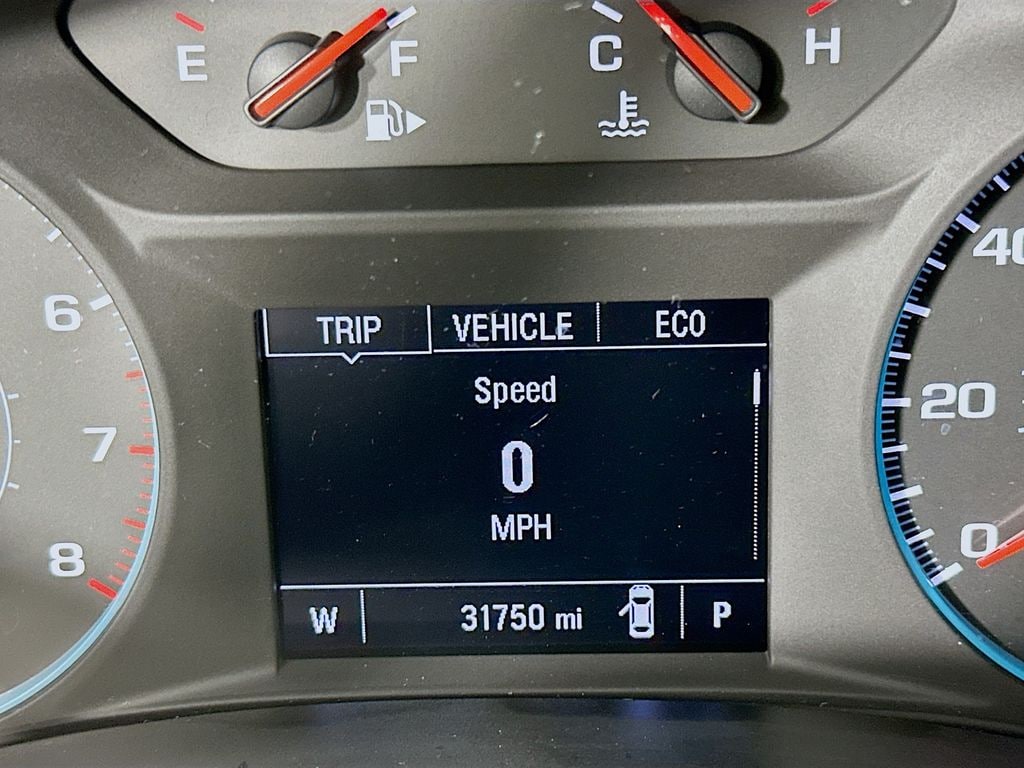 E F C H
40
6
TRIP VEHICLE ECO
Speed
20
7
0
MPH
0
8
W 31750 mi P